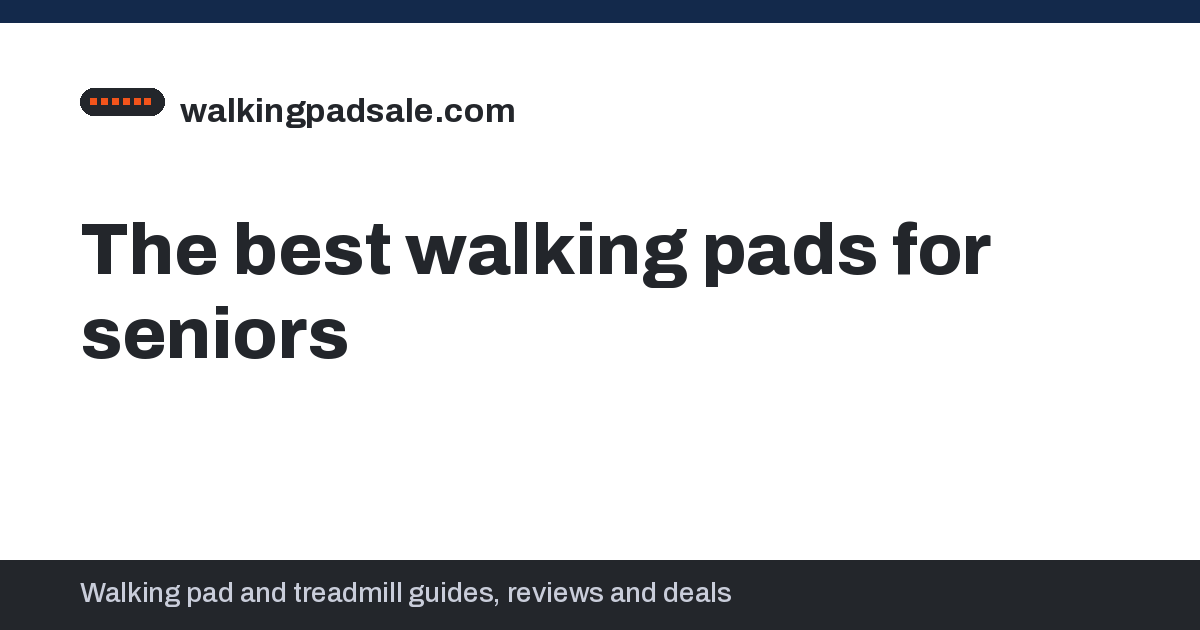 walkingpadsale.com
The best walking pads for
seniors
Walking pad and treadmill guides, reviews and deals